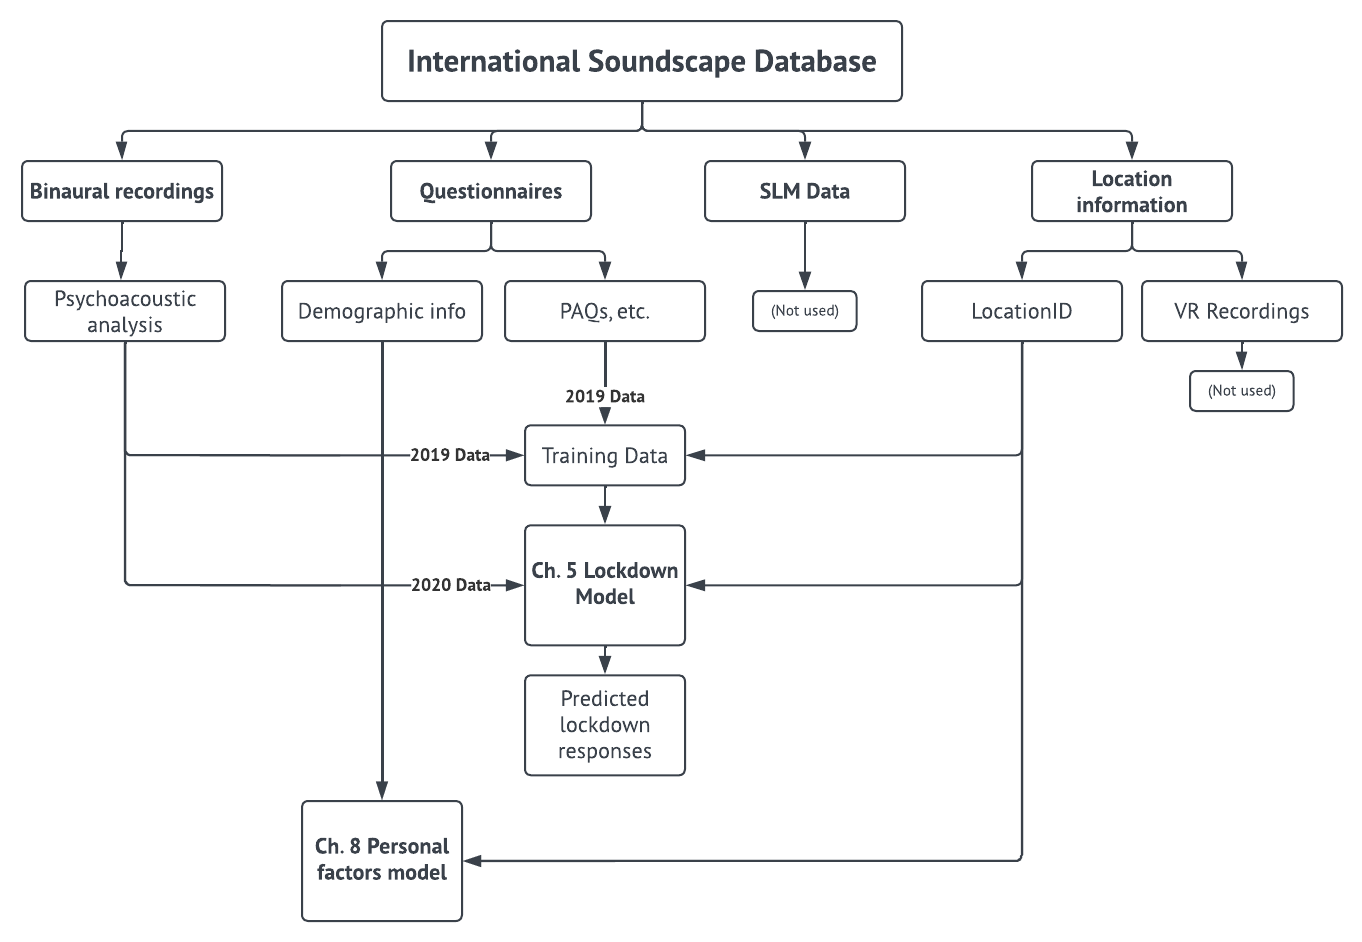 International Soundscape Database
Binaural recordings
Questionnaires
SLM Data
Location
information
Psychoacoustic
analysis
Demographic info
PAQs, etc.
(Not used)
LocationID
VR Recordings
(Not used)
2019 Data
2019 Data
Training Data
Ch. 5 Lockdown
Model
2020 Data
Predicted
lockdown
responses
Ch. 8 Personal
factors model